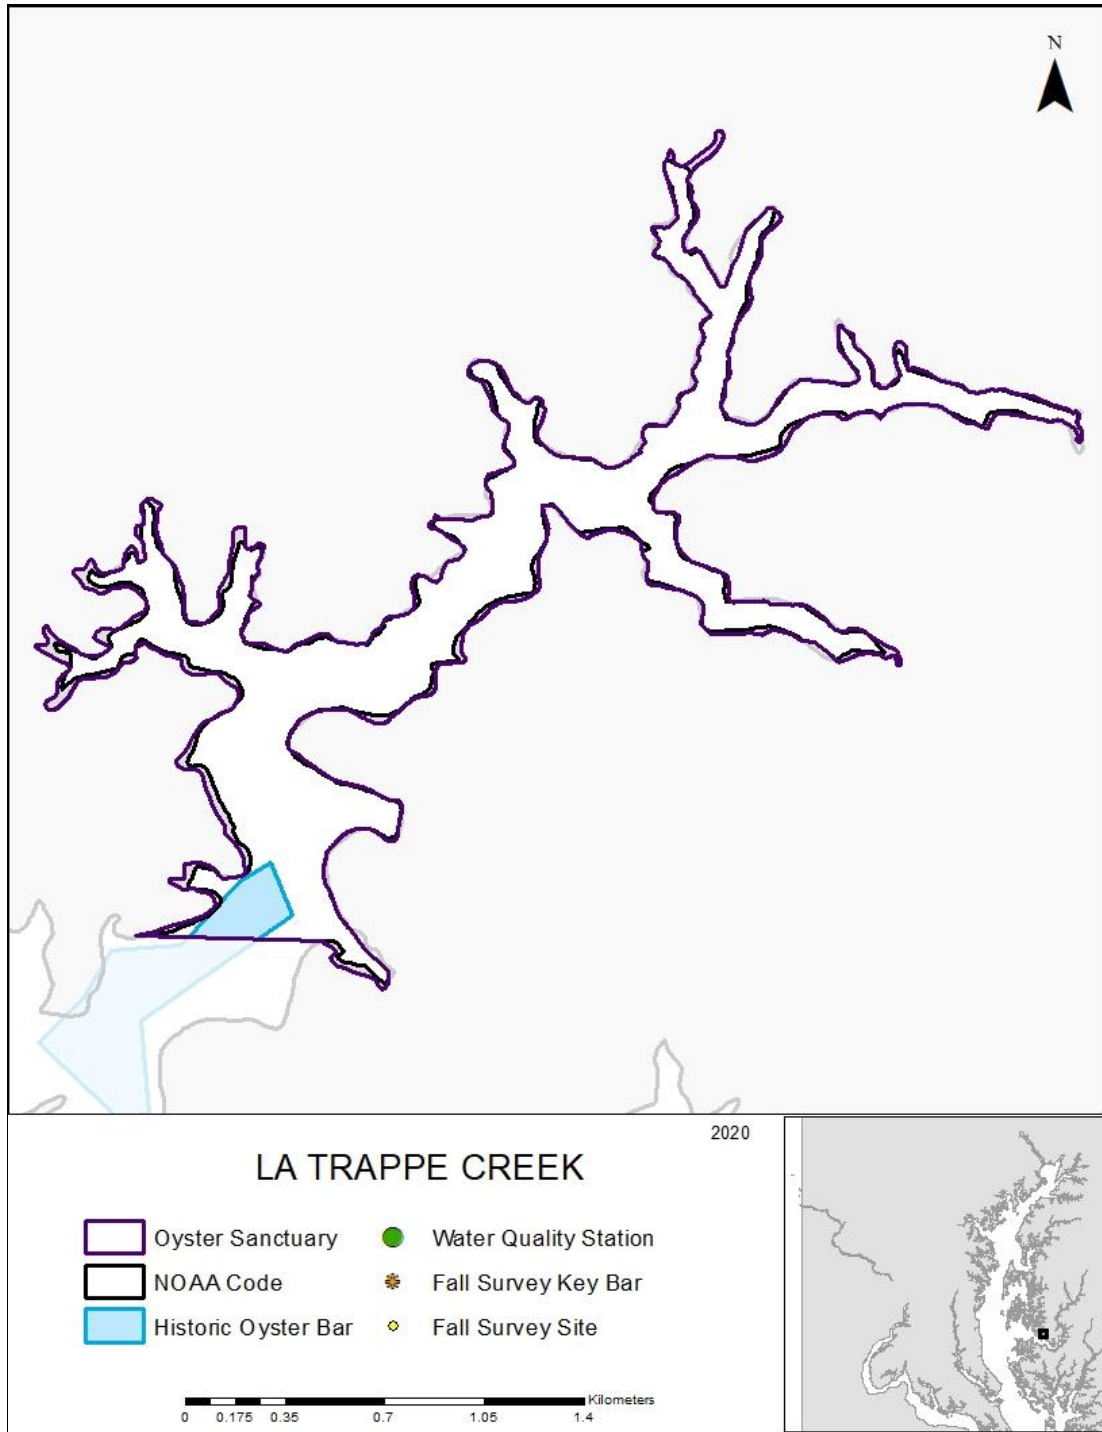 N
2020
LA TRAPPE CREEK
Oyster Sanctuary
Water Quality Station
NOAA Code
Fall Survey Key Bar
Historic Oyster Bar
Fall Survey Site
Kilometers
0 0.175 0.35 0.7 1.05 1.4